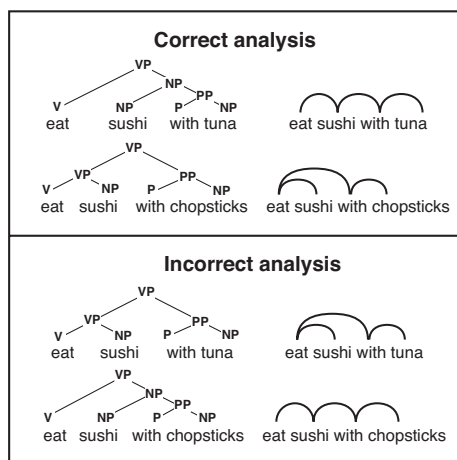 Correct analysis
VP
NP
V NP P PP NP
eat sushi with tuna eat sushi with tuna
VP
VP PP
V NP P NP
eat sushi with chopsticks eat sushi with chopsticks
Incorrect analysis
VP
VP PP
V NP P NP
eat sushi with tuna eat sushi with tuna
VP
NP
PP
V NP P NP
eat sushi with chopsticks eat sushi with chopsticks